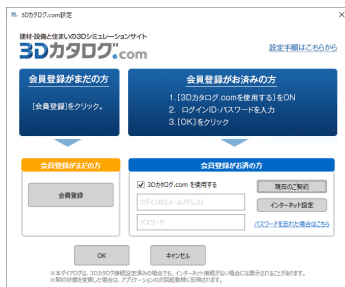 3Dカタログ.com設定
建材・設備と住まいの3Dシミュレーションサイト
3Dカタログ.com
設定手順はこちらから
会員登録がまだの方
[会員登録]をクリック。
会員登録がお済みの方
1. [3Dカタログ.comを使用する]をON
2. ログインID・パスワードを入力
3. [OK]をクリック
会員登録がまだの方
会員登録
会員登録がお済の方
3Dカタログ.com を使用する
現在のご契約
ログインID(メールアドレス)
インターネット設定
パスワード
パスワードを忘れた場合はこちら
OK
キャンセル
※本ダイアログは、3Dカタログ接続設定済みの場合でも、インターネット接続がない場合には表示されることがあります。
※契約状態を変更した場合は、アプリケーションの次回起動時に反映されます。